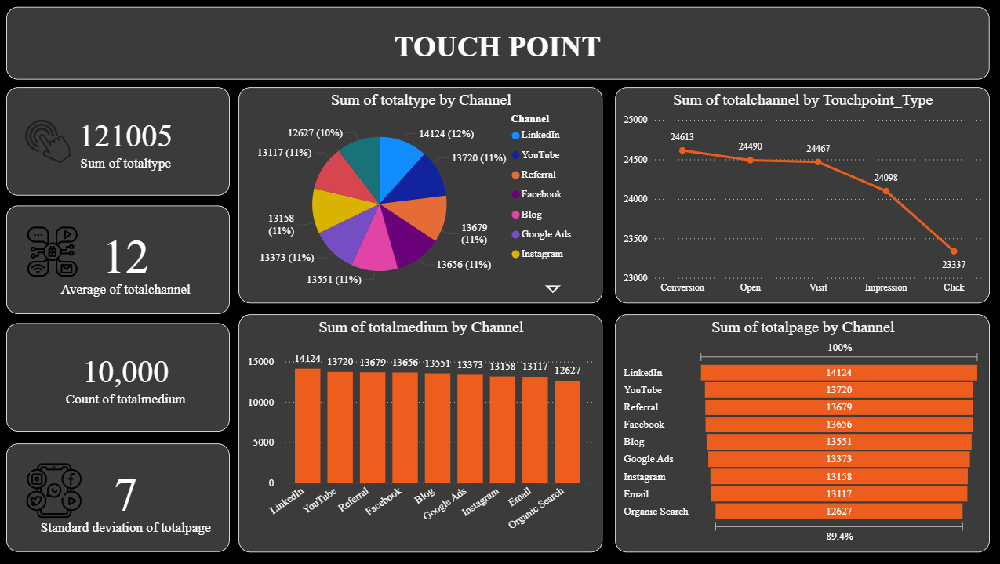 TOUCH POINT
121005
Sum of totaltype
12
Average of totalchannel
10,000
Count of totalmedium
7
Standard deviation of totalpage
Sum of totaltype by Channel
14124 (12%)
13720 (11%)
13679
(11%)
13656 (11%)
13551 (11%)
13373 (11%)
13158
(11%)
13117 (11%)
12627 (10%)
Channel
LinkedIn
YouTube
Referral
Facebook
Blog
Google Ads
Instagram
Sum of totalchannel by Touchpoint_Type
25000
24500
24000
23500
23000
24613
24490
24467
24098
23337
Conversion
Open
Visit
Impression
Click
Sum of totalmedium by Channel
15000
10000
5000
0
14124
13720
13679
13656
13551
13373
13158
13117
12627
LinkedIn
YouTube
Referral
Facebook
Blog
Google Ads
Instagram
Email
Organic Search
Sum of totalpage by Channel
100%
LinkedIn 14124
YouTube 13720
Referral 13679
Facebook 13656
Blog 13551
Google Ads 13373
Instagram 13158
Email 13117
Organic Search 12627
89.4%